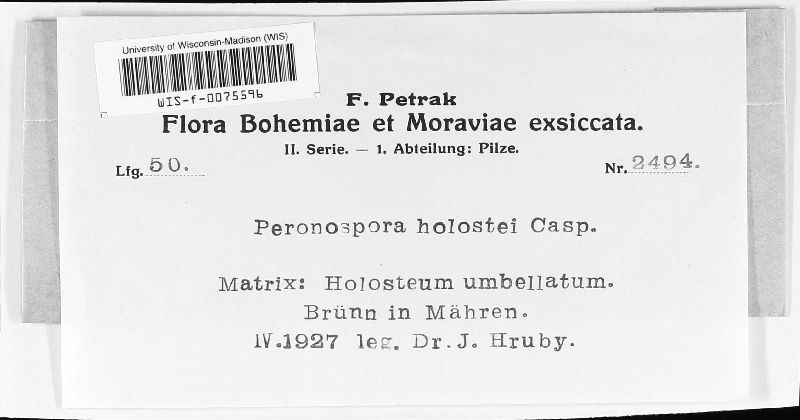 University of Wisconsin-Madison (WIS)
WIS-f-0075596
F. Petrak
Flora Bohemiae et Moraviae exsiccata.
II. Serie. — 1. Abteilung: Pilze.
Lfg. 50.
Nr. 2494.
Peronospora holostei Casp.
Matrix: Holosteum umbellatum.
Brünn in Mähren.
IV.1927 leg. Dr. J. Hruby.